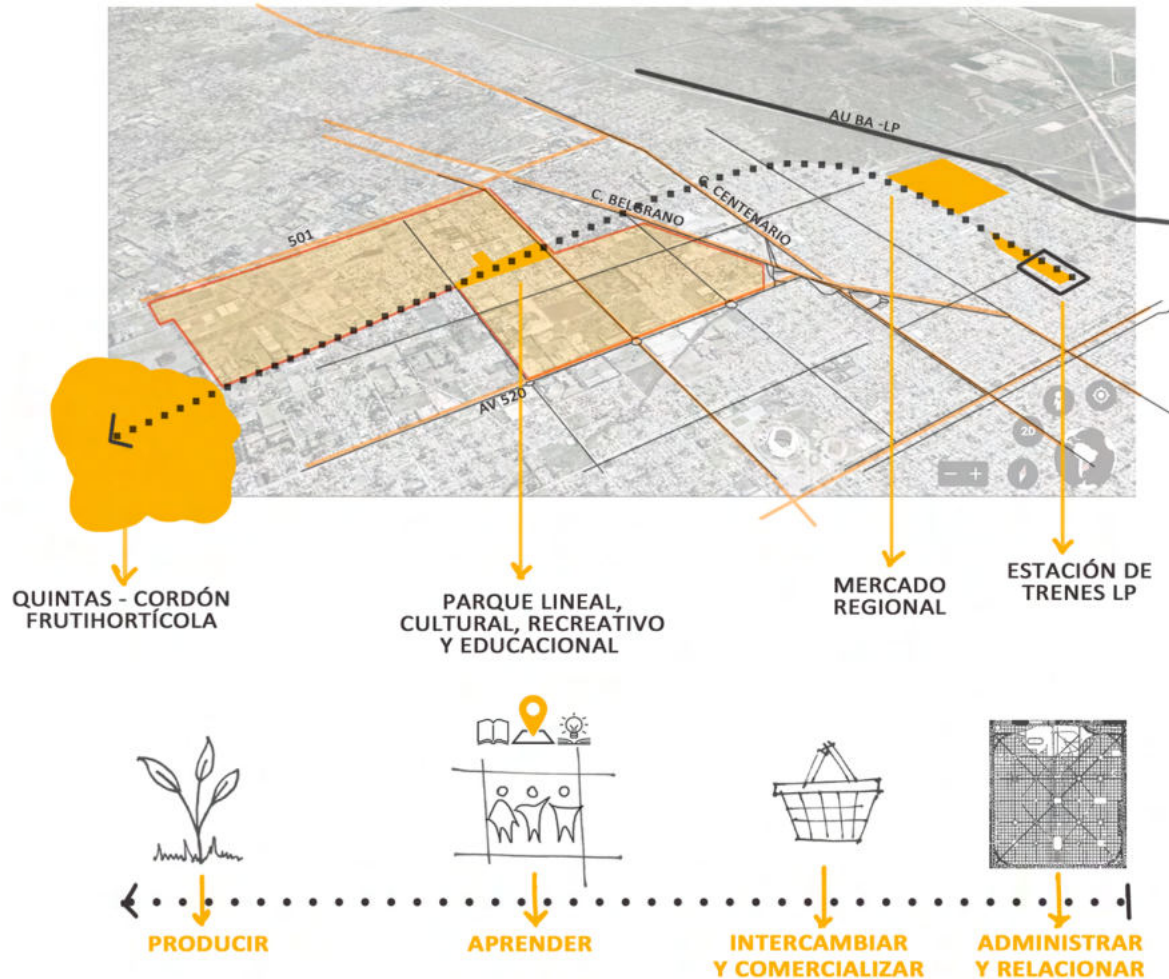 AU BA -LP
C. CENTENARIO
C. BELGRANO
501
AV 520
2D
QUINTAS - CORDÓN
FRUTIHORTÍCOLA
PARQUE LINEAL,
CULTURAL, RECREATIVO
Y EDUCACIONAL
MERCADO
REGIONAL
ESTACIÓN DE
TRENES LP
PRODUCIR
APRENDER
INTERCAMBIAR
Y COMERCIALIZAR
ADMINISTRAR
Y RELACIONAR